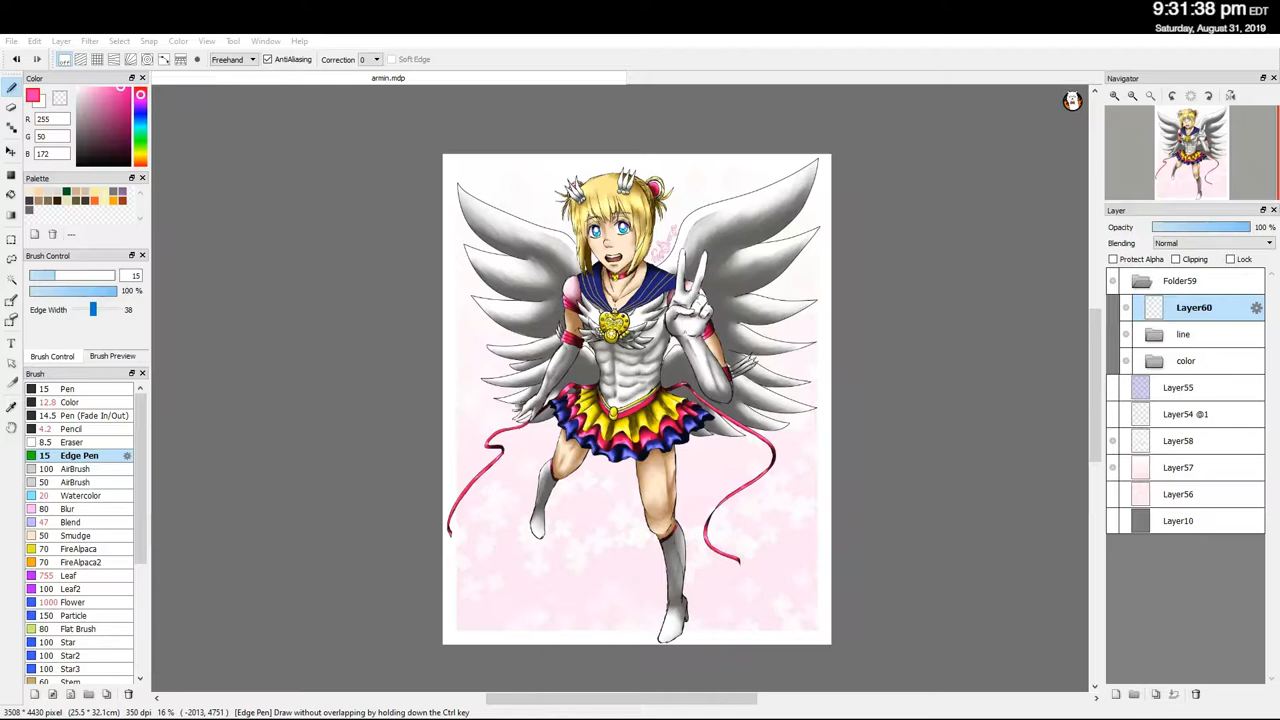 9:31:38 pm EDT
Saturday, August 31, 2019
File Edit Layer Filter Select Snap Color View Tool Window Help
OFF Freehand AntiAliasing Correction 0 Soft Edge
Color armin.mdp Navigator
R 255
G 50
B 172
Palette
---
Layer
Opacity 100 %
Blending Normal
Protect Alpha Clipping Lock
Brush Control
15
100 %
Edge Width 38
Brush Control Brush Preview
Brush
15 Pen
12.8 Color
14.5 Pen (Fade In/Out)
4.2 Pencil
8.5 Eraser
15 Edge Pen
100 AirBrush
50 AirBrush
20 Watercolor
80 Blur
47 Blend
50 Smudge
70 FireAlpaca
70 FireAlpaca2
755 Leaf
100 Leaf2
1000 Flower
150 Particle
80 Flat Brush
100 Star
100 Star2
100 Star3
60 Stem
Folder59
Layer60
line
color
Layer55
Layer54 @1
Layer58
Layer57
Layer56
Layer10
3508 * 4430 pixel (25.5 * 32.1cm) 350 dpi 16 % ( -2013, 4751) [Edge Pen] Draw without overlapping by holding down the Ctrl key